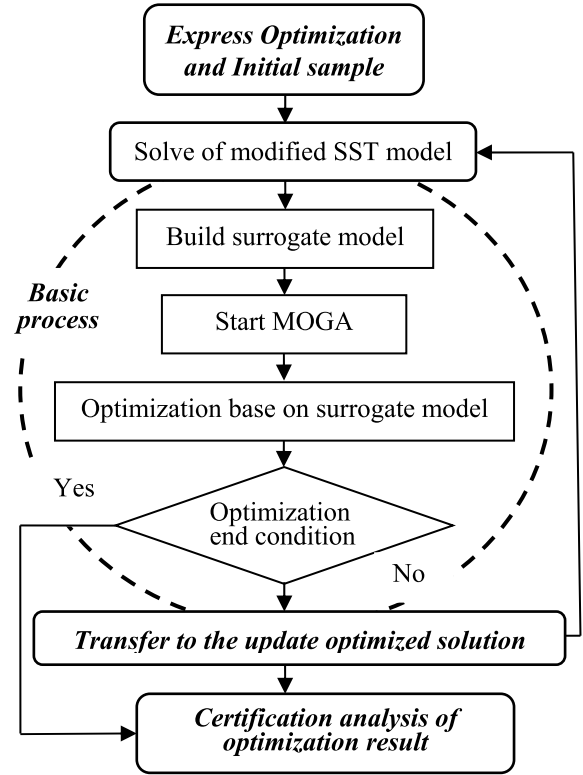 Express Optimization
and Initial sample
Solve of modified SST model
Build surrogate model
Basic
process
Start MOGA
Optimization base on surrogate model
Yes
Optimization
end condition
No
Transfer to the update optimized solution
Certification analysis of
optimization result